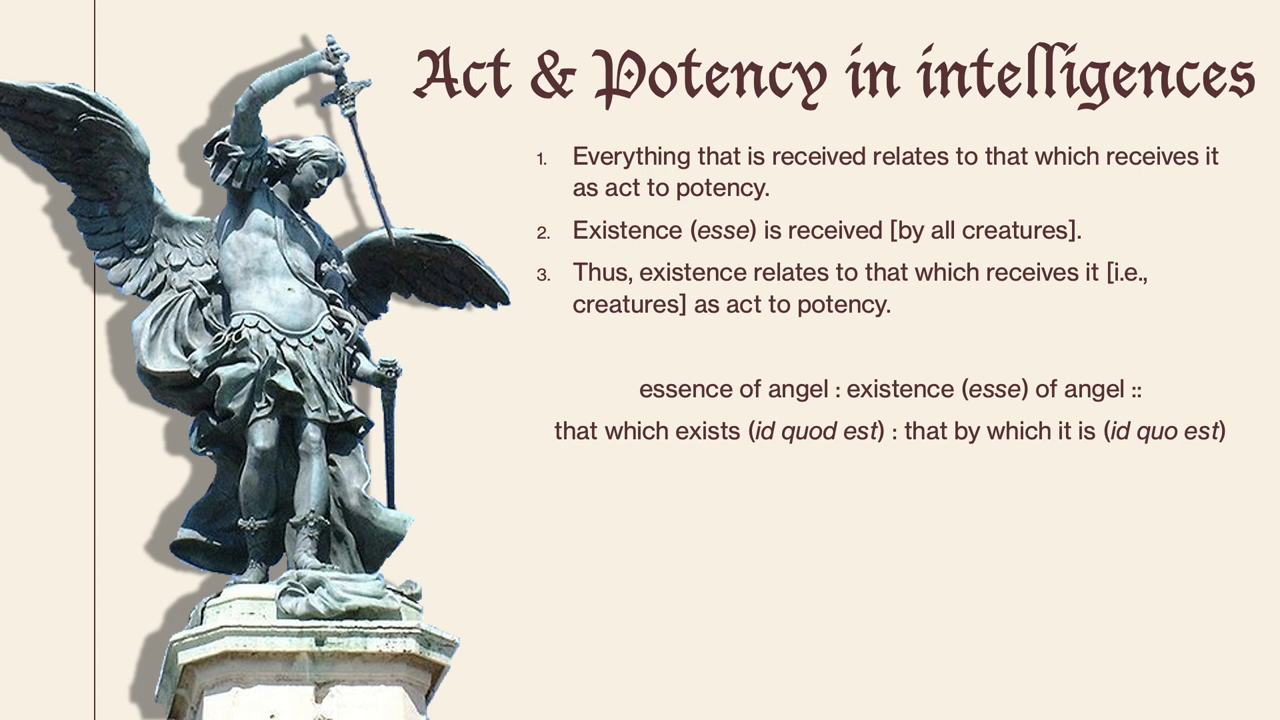 Act & Potency in intelligences
1. Everything that is received relates to that which receives it
as act to potency.
2. Existence (esse) is received [by all creatures].
3. Thus, existence relates to that which receives it [i.e.,
creatures] as act to potency.
essence of angel : existence (esse) of angel ::
that which exists (id quod est) : that by which it is (id quo est)